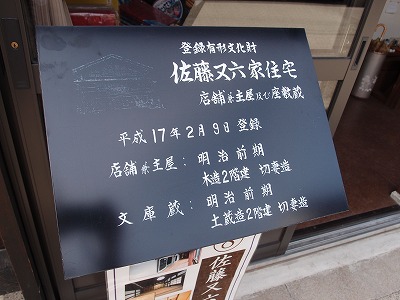 登録有形文化財
佐藤又六家住宅
店舗兼主屋及び座敷蔵
平成17年2月9日登録
店舗兼主屋：明治前期
木造2階建 切妻造
文庫蔵：明治前期
土蔵造2階建 切妻造
佐藤又六